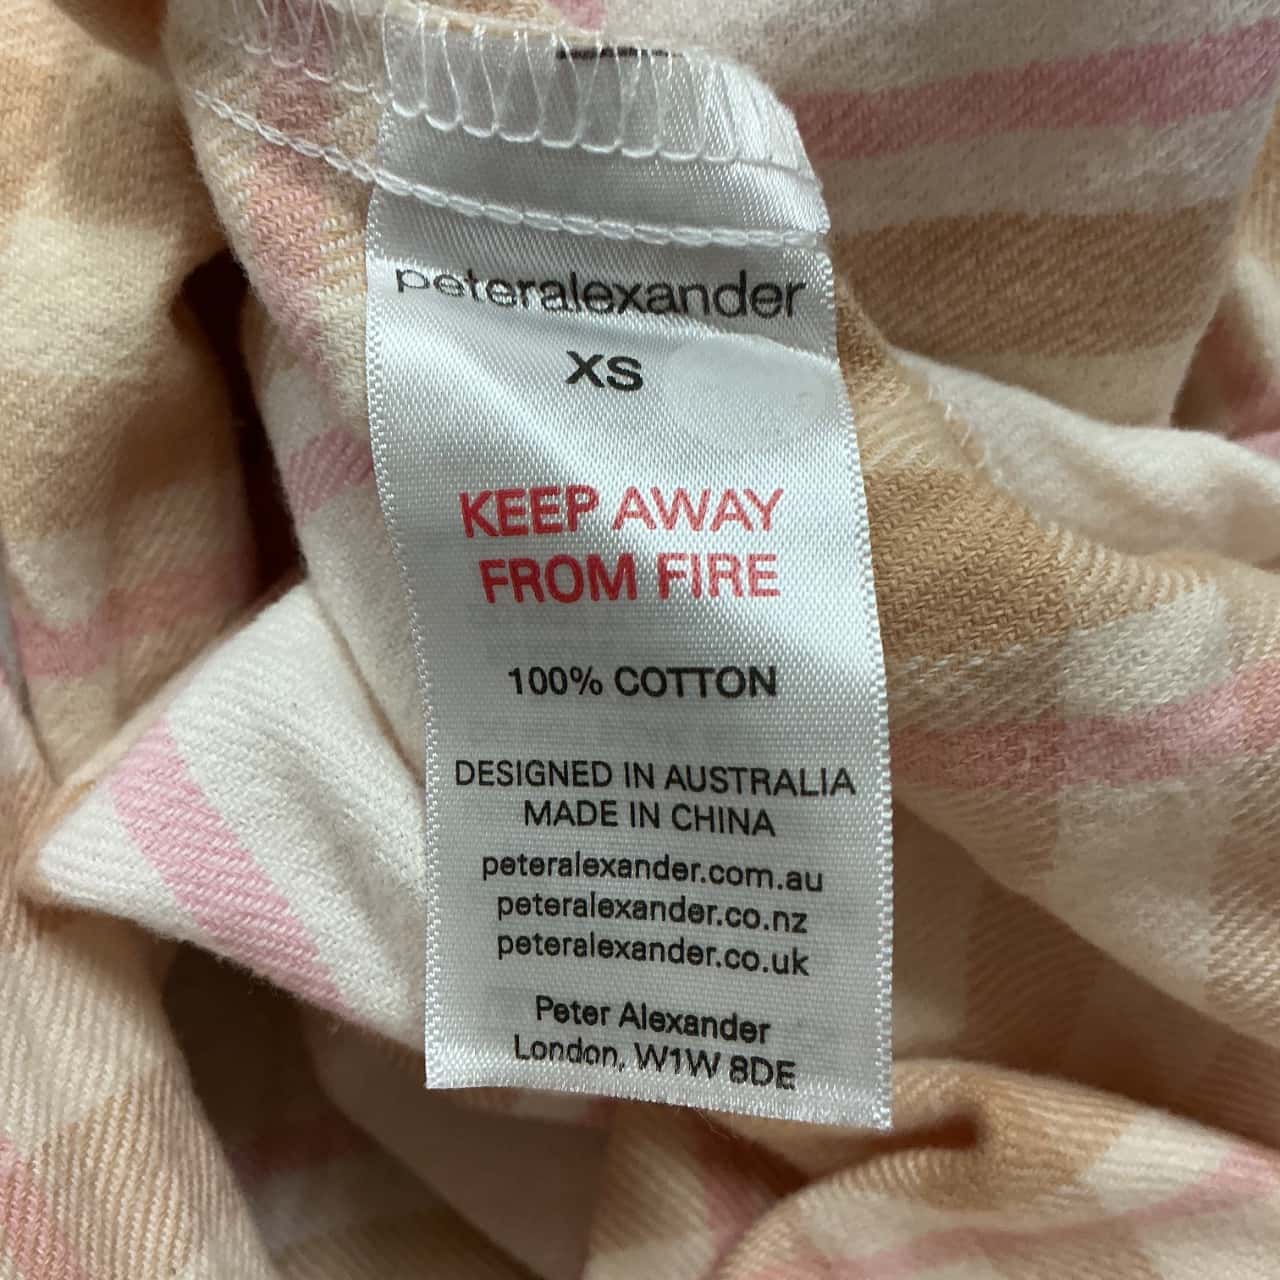 peteralexander
XS
KEEP AWAY
FROM FIRE
100% COTTON
DESIGNED IN AUSTRALIA
MADE IN CHINA
peteralexander.com.au
peteralexander.co.nz
peteralexander.co.uk
Peter Alexander
London, W1W 8DE